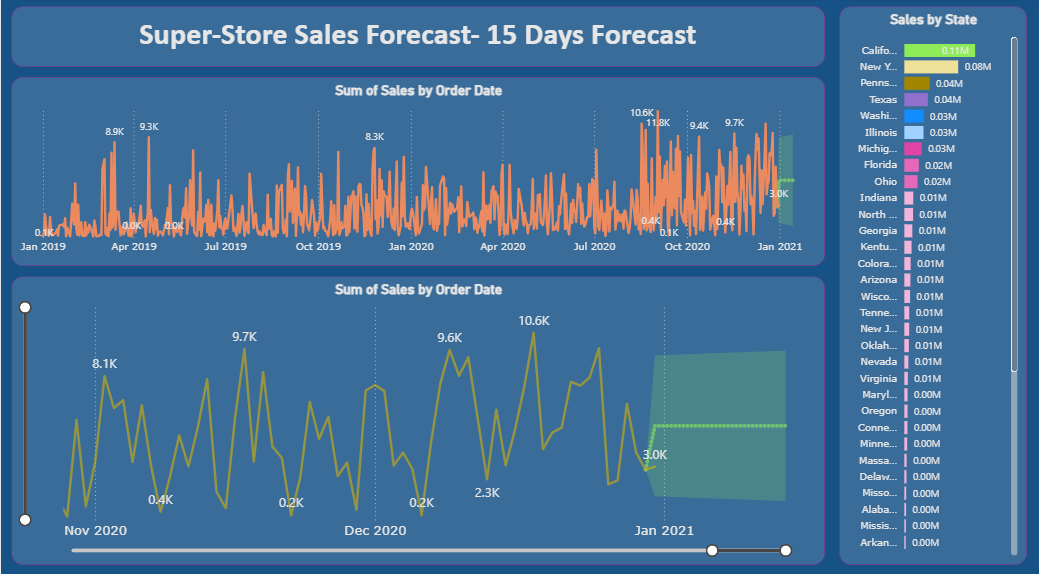 Super-Store Sales Forecast- 15 Days Forecast
Sum of Sales by Order Date
10.6K
11.8K
8.9K
9.3K
8.3K
9.4K
9.7K
3.0K
0.1K
0.0K
0.0K
0.4K
0.1K
0.4K
Jan 2019
Apr 2019
Jul 2019
Oct 2019
Jan 2020
Apr 2020
Jul 2020
Oct 2020
Jan 2021
Sum of Sales by Order Date
8.1K
9.7K
9.6K
10.6K
3.0K
0.4K
0.2K
0.2K
2.3K
Nov 2020
Dec 2020
Jan 2021
Sales by State
Califo... 0.11M
New Y... 0.08M
Penns... 0.04M
Texas 0.04M
Washi... 0.03M
Illinois 0.03M
Michig... 0.03M
Florida 0.02M
Ohio 0.02M
Indiana 0.01M
North ... 0.01M
Georgia 0.01M
Kentu... 0.01M
Colora... 0.01M
Arizona 0.01M
Wisco... 0.01M
Tenne... 0.01M
New J... 0.01M
Oklah... 0.01M
Nevada 0.01M
Virginia 0.01M
Maryl... 0.00M
Oregon 0.00M
Conne... 0.00M
Minne... 0.00M
Massa... 0.00M
Delaw... 0.00M
Misso... 0.00M
Alaba... 0.00M
Missis... 0.00M
Arkan... 0.00M